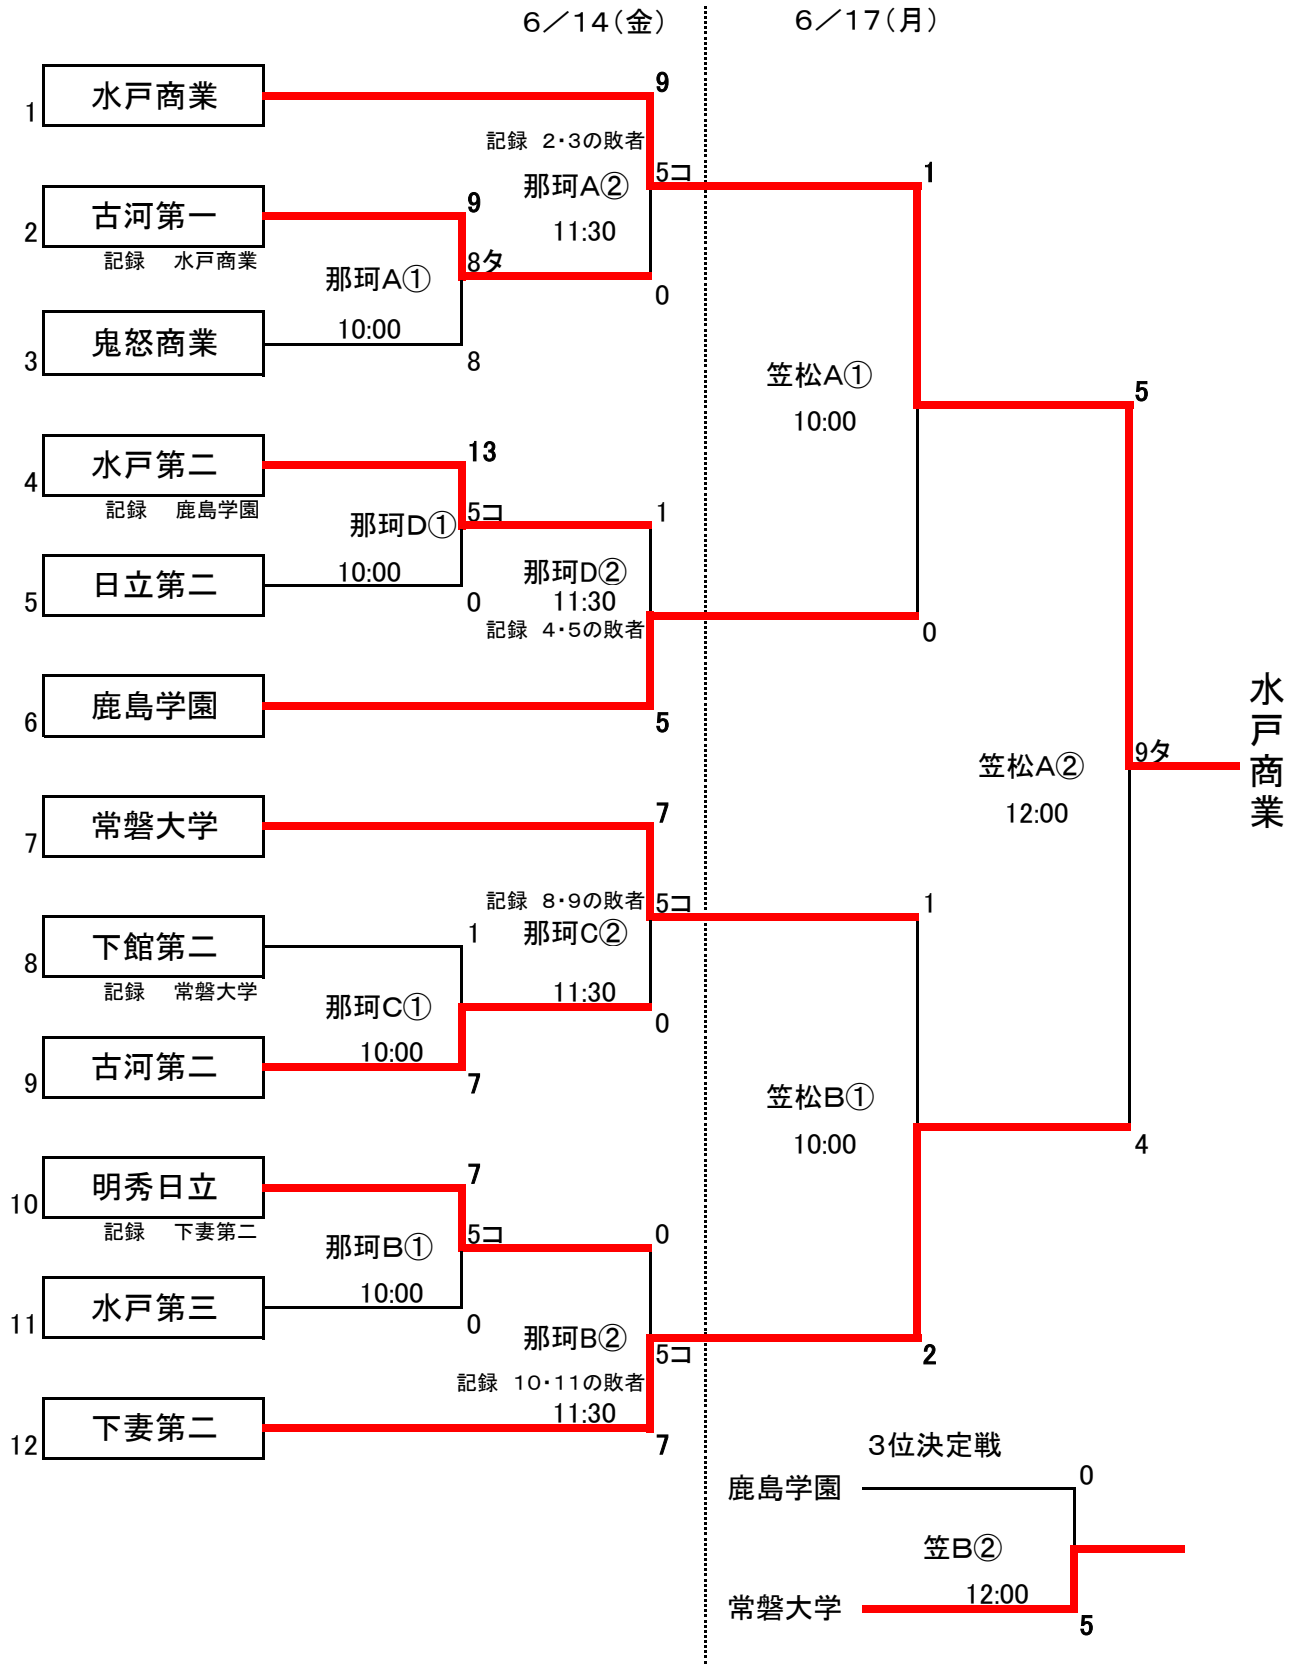 6／14(金)
6／17(月)
1
水戸商業
9
記録 2・3の敗者
5コ
那珂A②
11:30
1
2
古河第一
9
記録 水戸商業
8タ
那珂A①
10:00
0
3
鬼怒商業
8
笠松A①
10:00
5
4
水戸第二
13
記録 鹿島学園
5コ
那珂D①
10:00
1
那珂D②
11:30
記録 4・5の敗者
5
日立第二
0
0
6
鹿島学園
5
笠松A②
12:00
9タ
水戸商業
7
常磐大学
7
記録 8・9の敗者
5コ
那珂C②
11:30
1
8
下館第二
1
記録 常磐大学
那珂C①
10:00
0
9
古河第二
7
笠松B①
10:00
4
10
明秀日立
7
記録 下妻第二
5コ
那珂B①
10:00
0
11
水戸第三
0
那珂B②
5コ
記録 10・11の敗者
11:30
2
12
下妻第二
7
3位決定戦
鹿島学園
0
笠B②
12:00
常磐大学
5